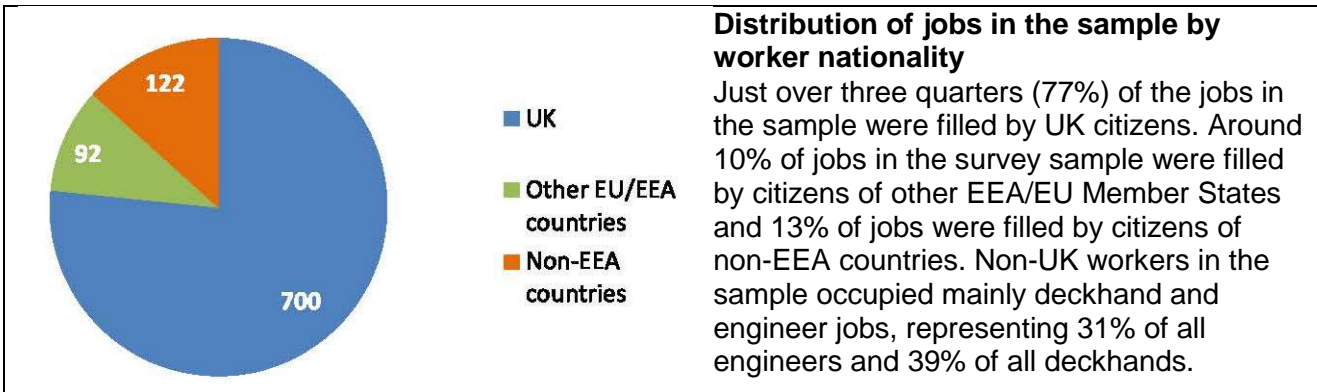 122
92
700
UK
Other EU/EEA
countries
Non-EEA
countries
Distribution of jobs in the sample by
worker nationality
Just over three quarters (77%) of the jobs in
the sample were filled by UK citizens. Around
10% of jobs in the survey sample were filled
by citizens of other EEA/EU Member States
and 13% of jobs were filled by citizens of
non-EEA countries. Non-UK workers in the
sample occupied mainly deckhand and
engineer jobs, representing 31% of all
engineers and 39% of all deckhands.